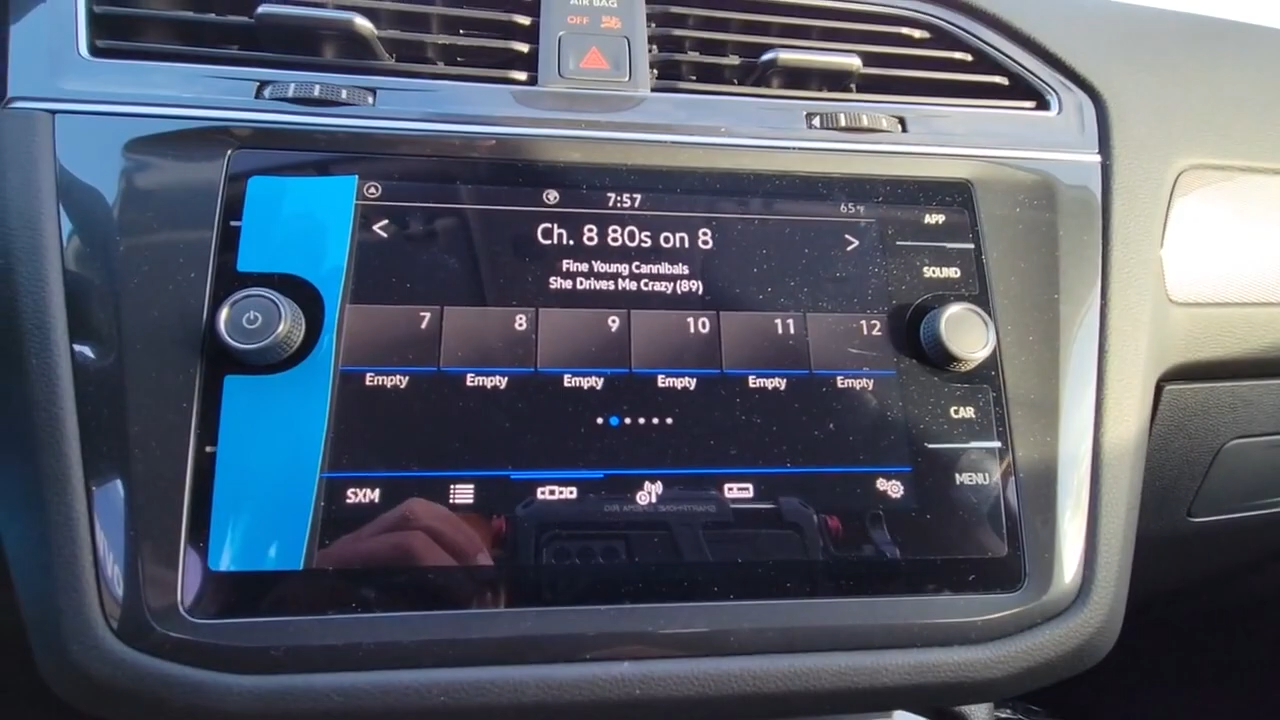 AIR BAG
OFF
7:57
65°F
APP
< Ch. 8 80s on 8 >
Fine Young Cannibals
She Drives Me Crazy (89)
SOUND
7 8 9 10 11 12
Empty Empty Empty Empty Empty Empty
CAR
MENU
SXM